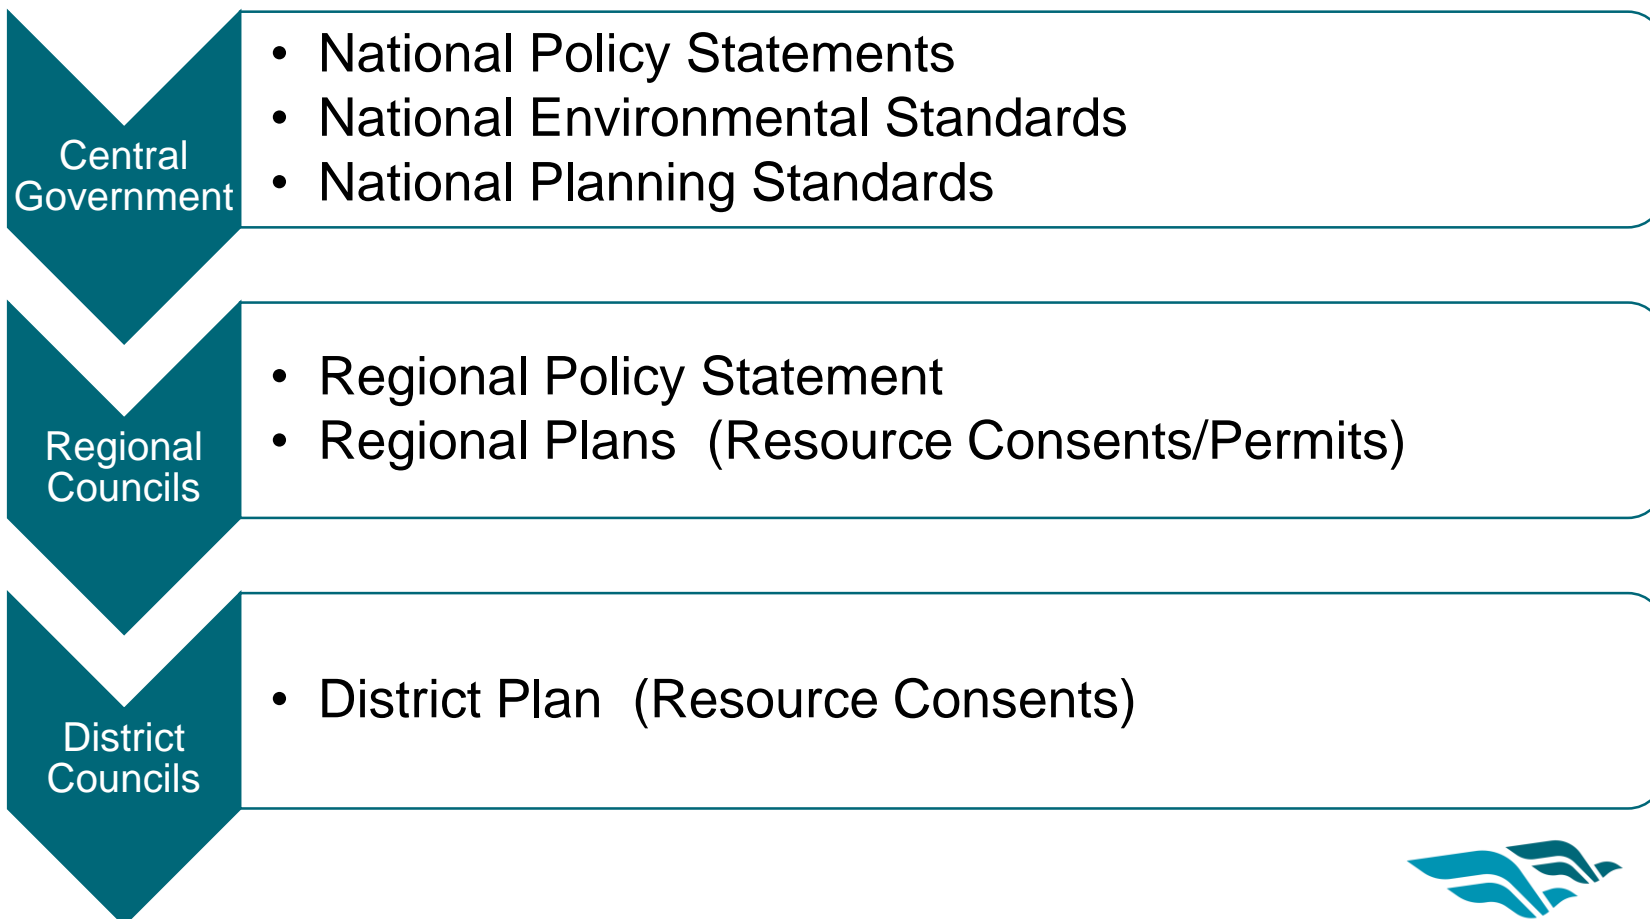 Central
Government
• National Policy Statements
• National Environmental Standards
• National Planning Standards
Regional
Councils
• Regional Policy Statement
• Regional Plans  (Resource Consents/Permits)
District
Councils
• District Plan  (Resource Consents)